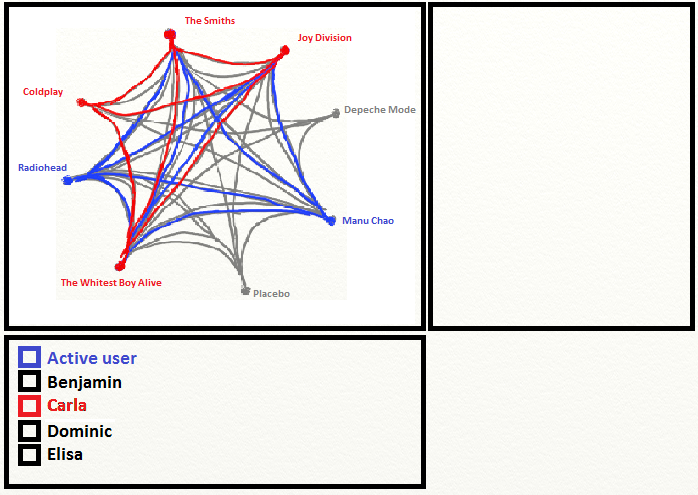 The Smiths
Joy Division
Coldplay
Depeche Mode
Radiohead
Manu Chao
The Whitest Boy Alive
Placebo
Active user
Benjamin
Carla
Dominic
Elisa